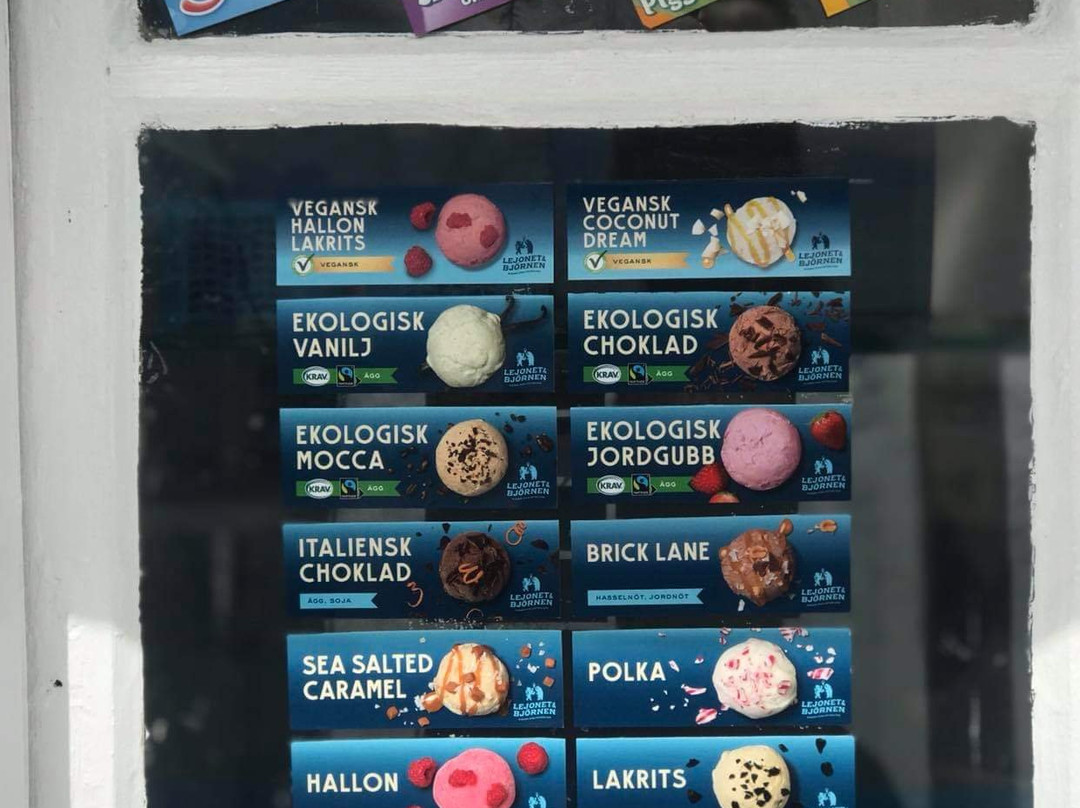 VEGANSK
HALLON
LAKRITS
VEGANSK
LEJONET&
BJÖRNEN
VEGANSK
COCONUT
DREAM
VEGANSK
LEJONET&
BJÖRNEN
EKOLOGISK
VANILJ
KRAV ÄGG
LEJONET&
BJÖRNEN
EKOLOGISK
CHOKLAD
KRAV ÄGG
LEJONET&
BJÖRNEN
EKOLOGISK
MOCCA
KRAV ÄGG
LEJONET&
BJÖRNEN
EKOLOGISK
JORDGUBB
KRAV ÄGG
LEJONET&
BJÖRNEN
ITALIENSK
CHOKLAD
ÄGG, SOJA
LEJONET&
BJÖRNEN
BRICK LANE
HASSELNÖT, JORDNÖT
LEJONET&
BJÖRNEN
SEA SALTED
CARAMEL
LEJONET&
BJÖRNEN
POLKA
LEJONET&
BJÖRNEN
HALLON
LAKRITS